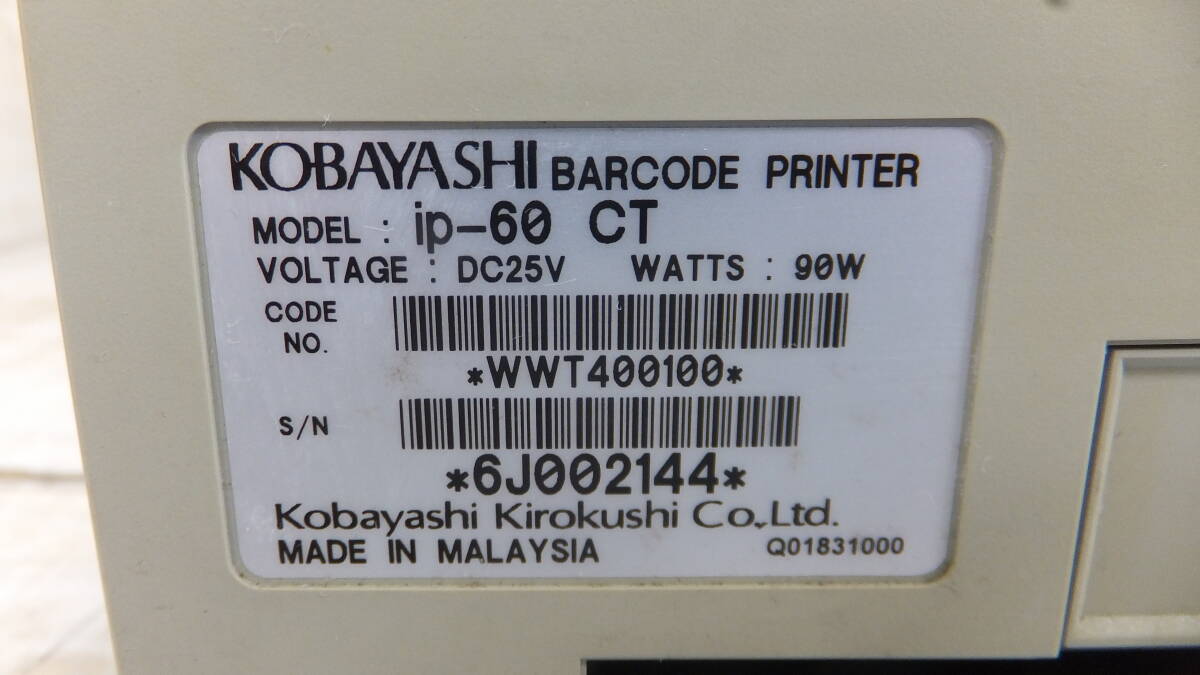 KOBAYASHI BARCODE PRINTER
MODEL : ip-60 CT
VOLTAGE : DC25V WATTS : 90W
CODE NO.
*WWT400100*
S/N
*6J002144*
Kobayashi Kirokushi Co.,Ltd.
MADE IN MALAYSIA Q01831000